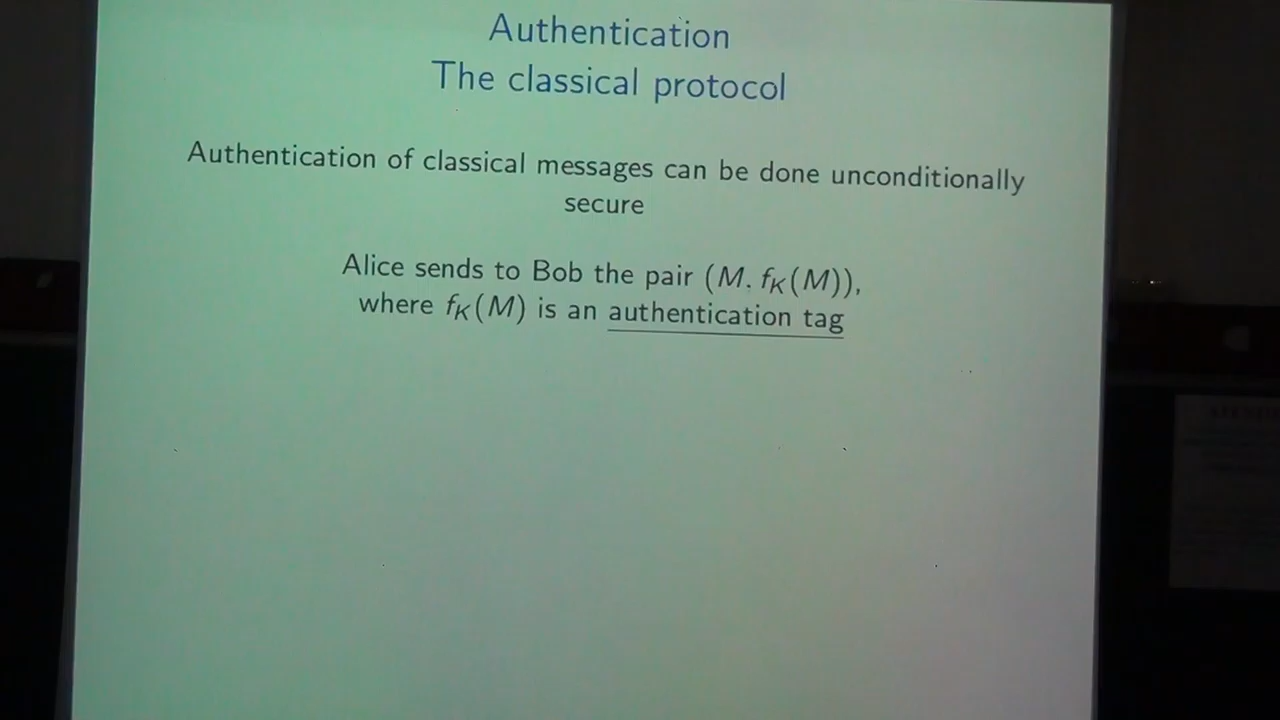 Authentication
The classical protocol
Authentication of classical messages can be done unconditionally
secure
Alice sends to Bob the pair (M. f_K(M)),
where f_K(M) is an authentication tag